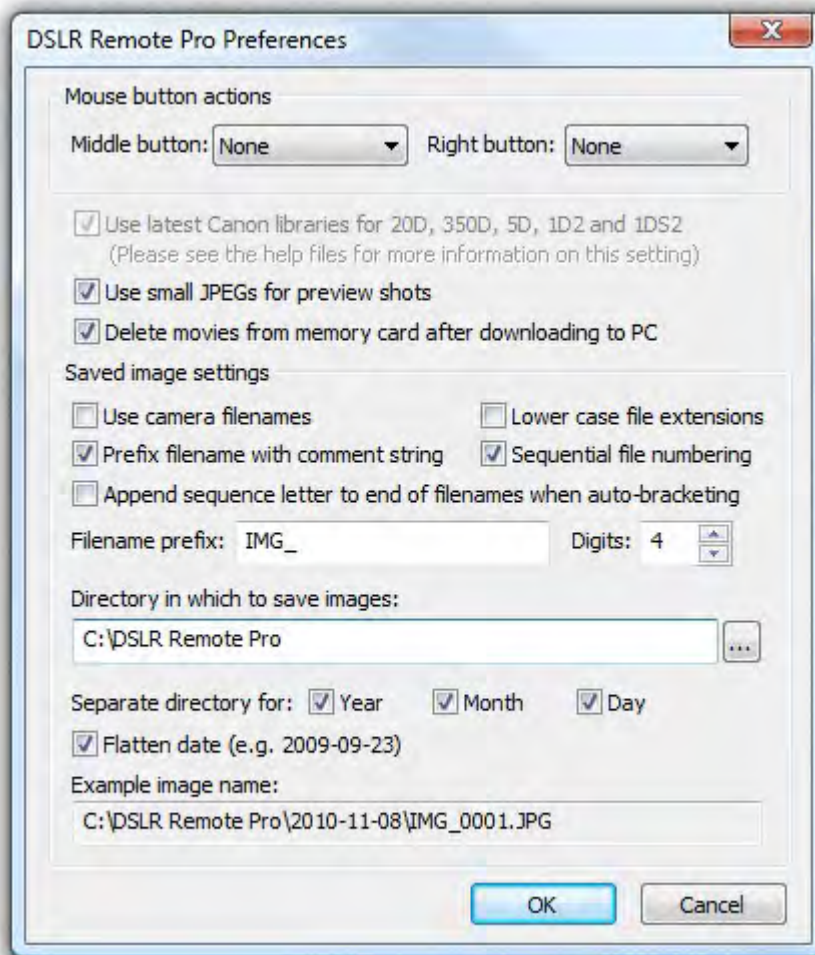 DSLR Remote Pro Preferences
Mouse button actions
Middle button: None Right button: None
Use latest Canon libraries for 20D, 350D, 5D, 1D2 and 1DS2
(Please see the help files for more information on this setting)
Use small JPEGs for preview shots
Delete movies from memory card after downloading to PC
Saved image settings
Use camera filenames Lower case file extensions
Prefix filename with comment string Sequential file numbering
Append sequence letter to end of filenames when auto-bracketing
Filename prefix: IMG_ Digits: 4
Directory in which to save images:
C:\DSLR Remote Pro ...
Separate directory for: Year Month Day
Flatten date (e.g. 2009-09-23)
Example image name:
C:\DSLR Remote Pro\2010-11-08\IMG_0001.JPG
OK Cancel